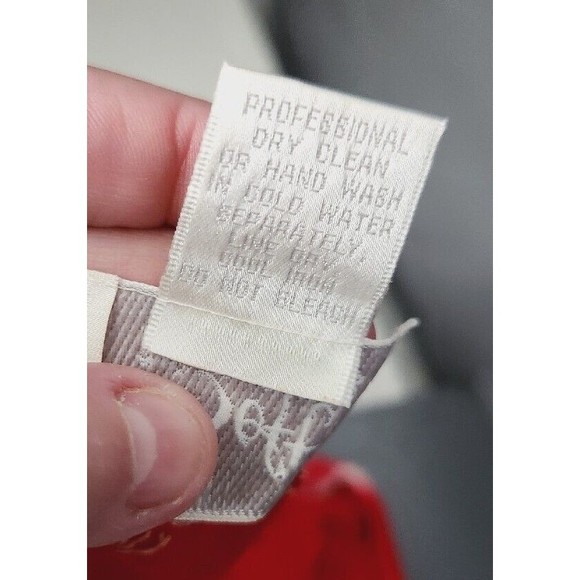 PROFESSIONAL
DRY CLEAN
OR HAND WASH
IN COLD WATER
SEPARATELY.
LINE DRY.
COOL IRON.
DO NOT BLEACH